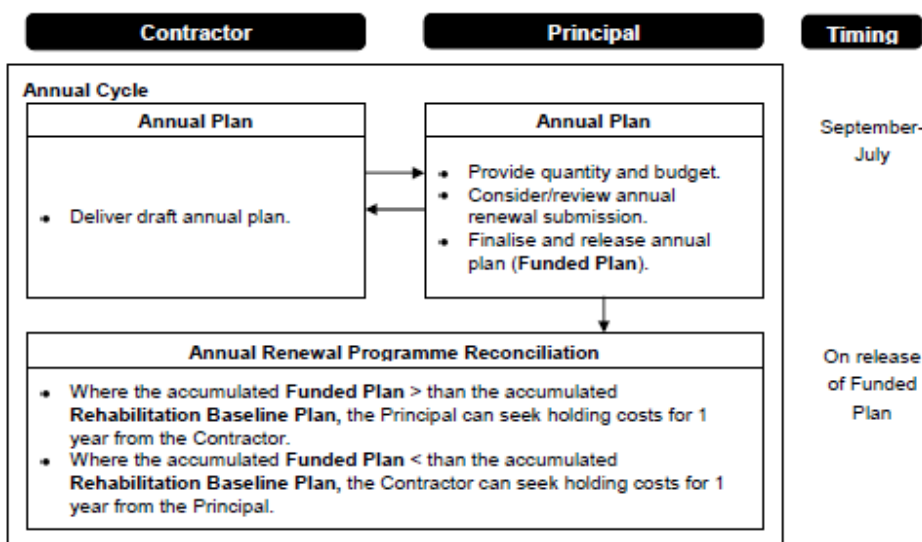 Contractor
Principal
Timing
Annual Cycle
Annual Plan
• Deliver draft annual plan.
Annual Plan
• Provide quantity and budget.
• Consider/review annual
renewal submission.
• Finalise and release annual
plan (Funded Plan).
September-
July
Annual Renewal Programme Reconciliation
• Where the accumulated Funded Plan > than the accumulated
Rehabilitation Baseline Plan, the Principal can seek holding costs for 1
year from the Contractor.
• Where the accumulated Funded Plan < than the accumulated
Rehabilitation Baseline Plan, the Contractor can seek holding costs for 1
year from the Principal.
On release
of Funded
Plan